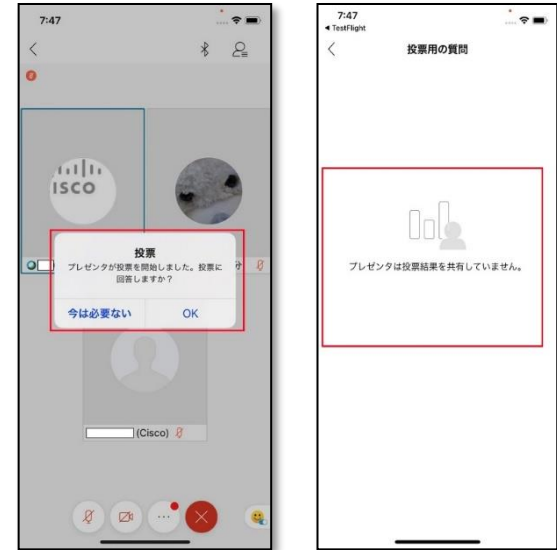 7:47
投票
プレゼンタが投票を開始しました。投票に
回答しますか？
今は必要ない
OK
(Cisco)
7:47
TestFlight
投票用の質問
プレゼンタは投票結果を共有していません。